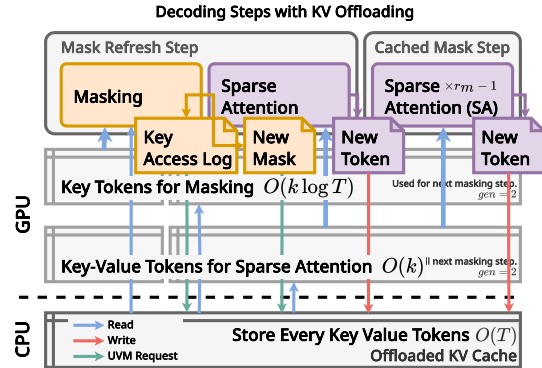 Decoding Steps with KV Offloading
Mask Refresh Step
Cached Mask Step
Masking
Sparse
Attention
Sparse ×r_m − 1
Attention (SA)
Key
Access Log
New
Mask
New
Token
New
Token
GPU
Key Tokens for Masking O(k log T)
Used for next masking step.
gen = 2
Key-Value Tokens for Sparse Attention O(k)
next masking step.
gen = 2
CPU
Read
Write
UVM Request
Store Every Key Value Tokens O(T)
Offloaded KV Cache